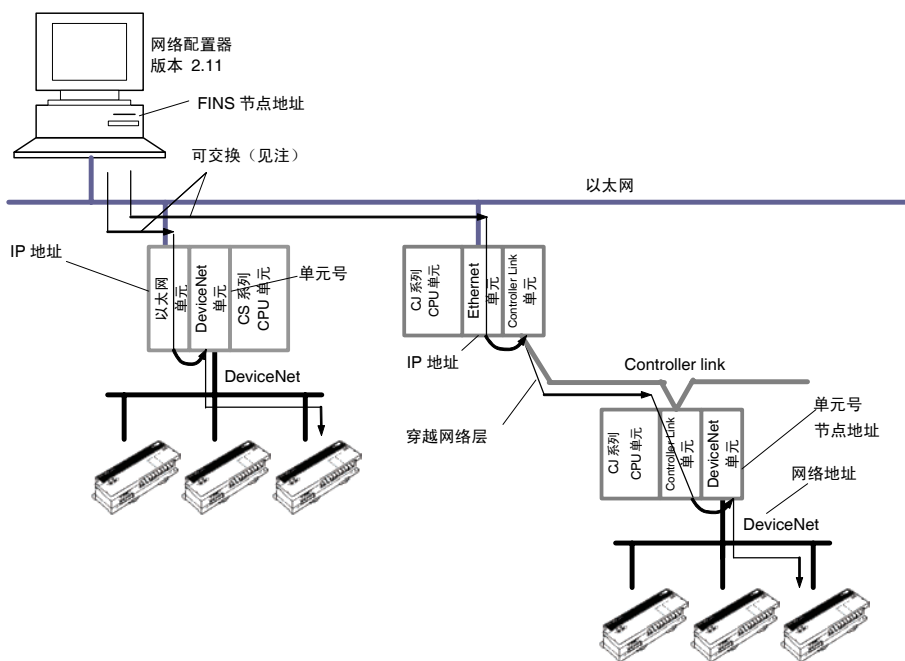 网络配置器
版本 2.11
FINS 节点地址
可交换（见注）
以太网
IP 地址
以太网
单元
DeviceNet
单元
CS 系列
CPU 单元
单元号
DeviceNet
CJ 系列
CPU 单元
Ethernet
单元
Controller Link
单元
IP 地址
Controller link
穿越网络层
CJ 系列
CPU 单元
Controller Link
单元
DeviceNet
单元
单元号
节点地址
网络地址
DeviceNet